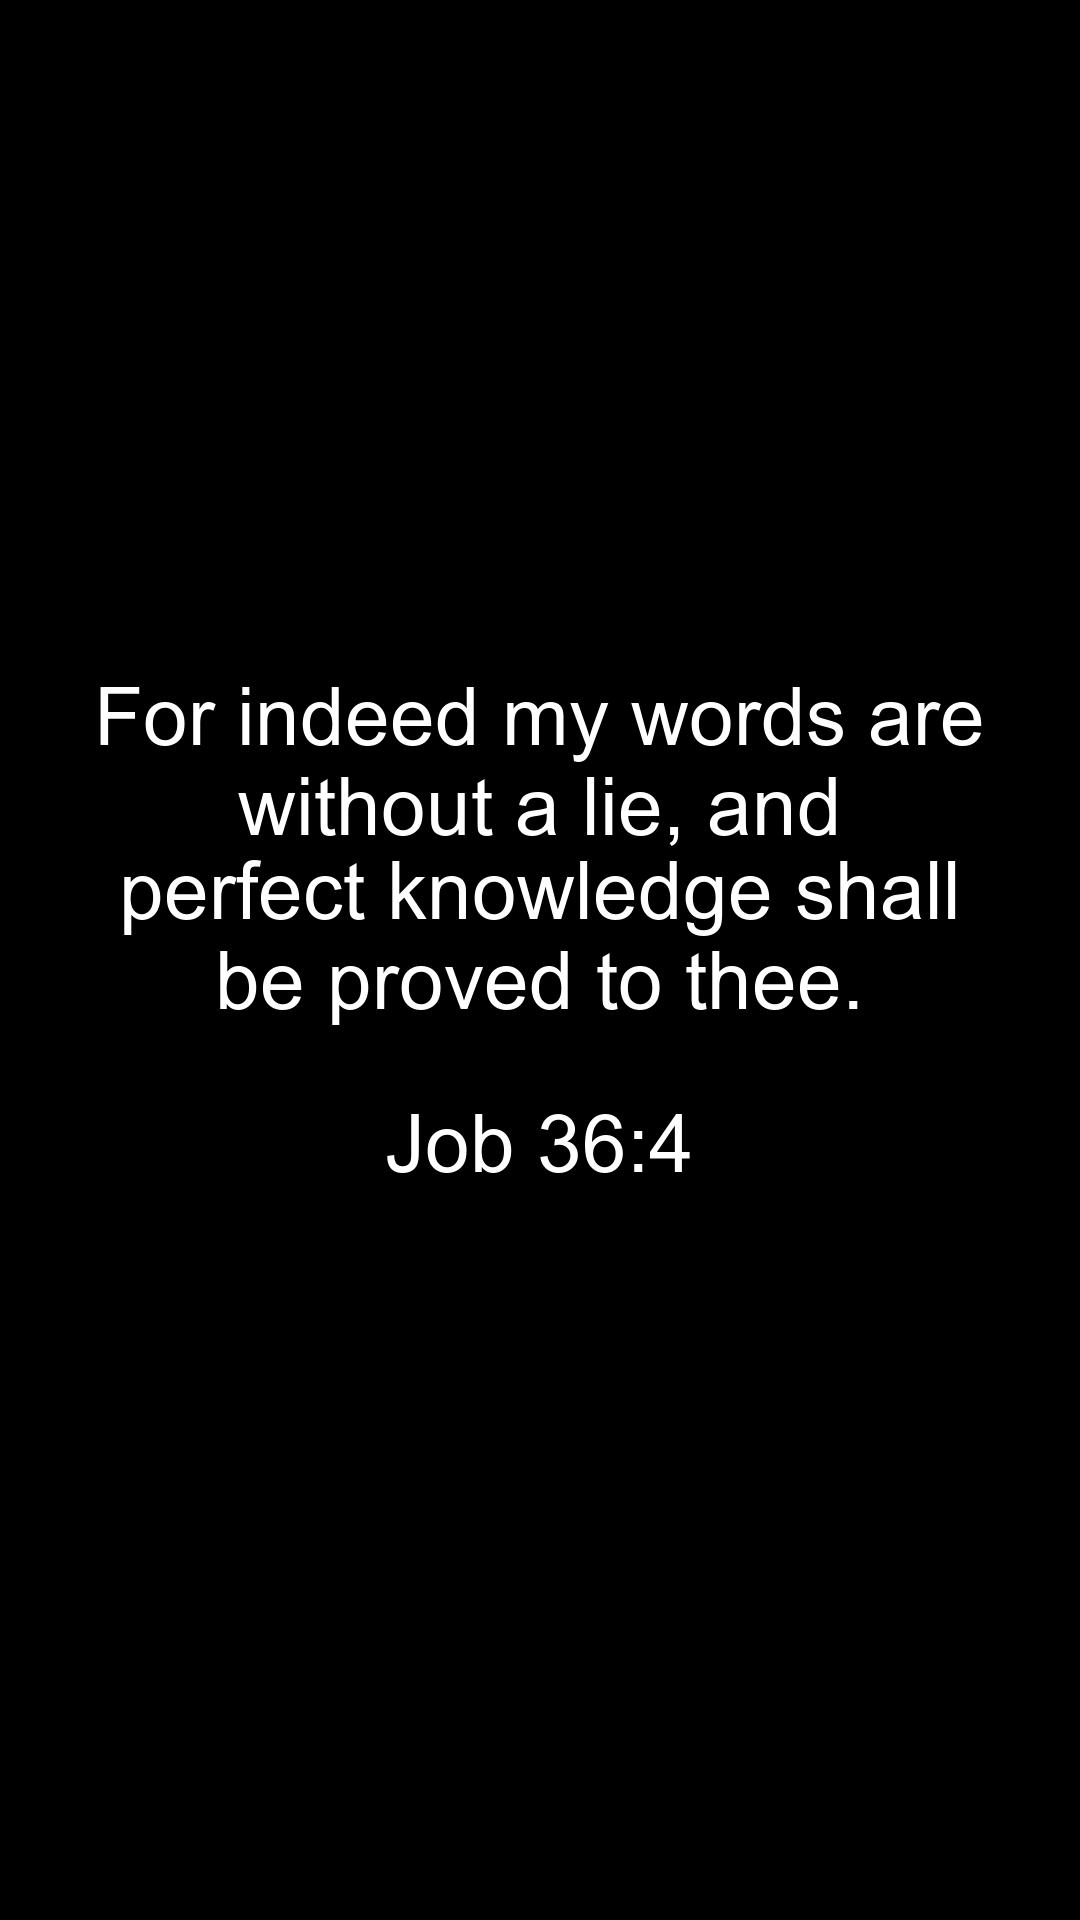 For indeed my words are
without a lie, and
perfect knowledge shall
be proved to thee.
Job 36:4